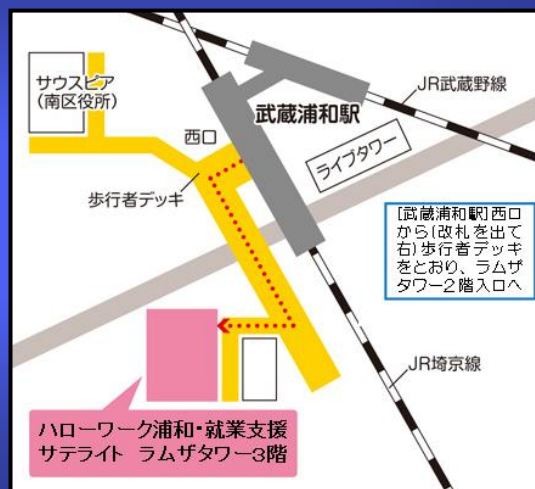 サウスピア
(南区役所)
JR武蔵野線
武蔵浦和駅
西口
ライブタワー
歩行者デッキ
[武蔵浦和駅]西口
から(改札を出て
右)歩行者デッキ
をとおり、ラムザ
タワー2階入口へ
JR埼京線
ハローワーク浦和・就業支援
サテライト ラムザタワー3階